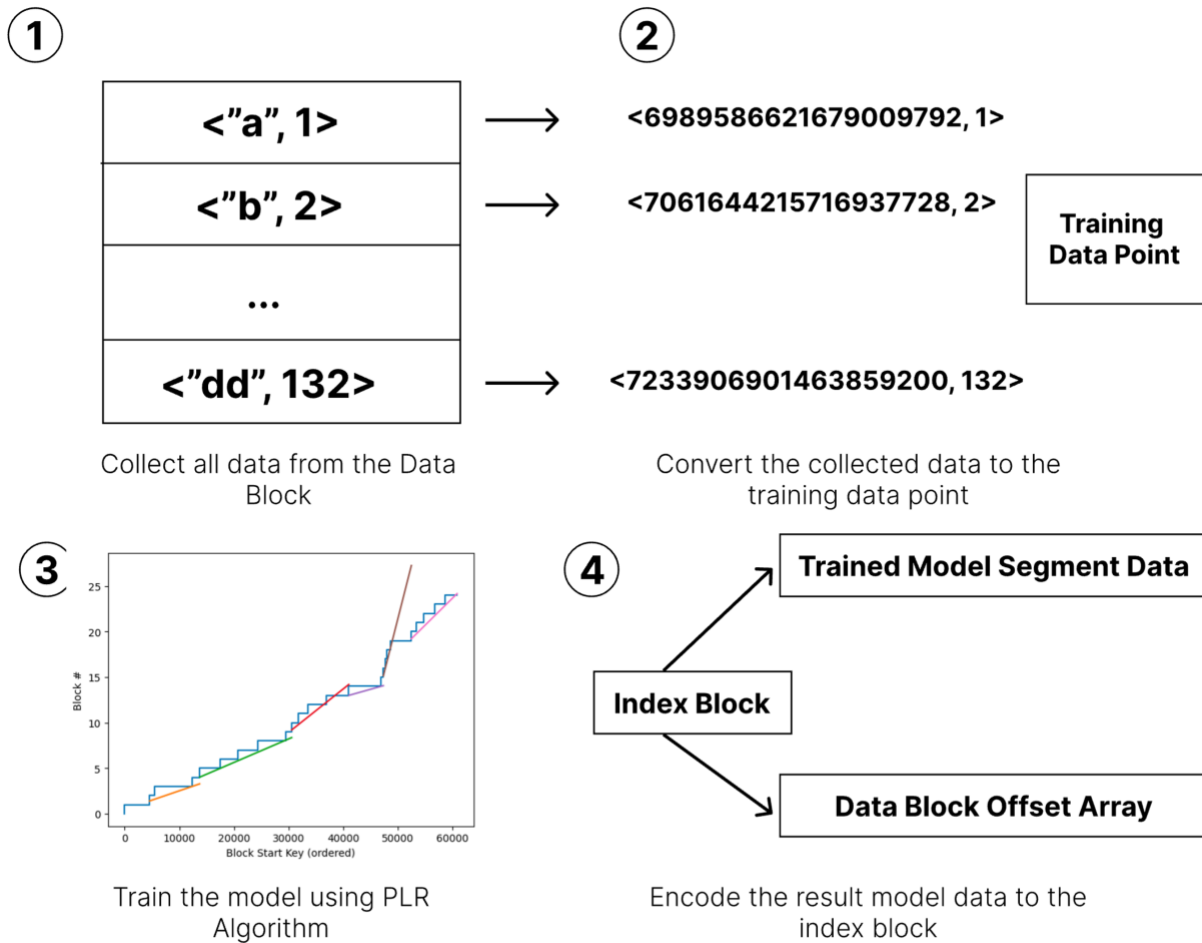 1
2
<”a”, 1>
<6989586621679009792, 1>
<”b”, 2>
<7061644215716937728, 2>
Training
Data Point
...
<”dd”, 132>
<7233906901463859200, 132>
Collect all data from the Data
Block
Convert the collected data to the
training data point
3
25
20
15
10
5
0
Block #
0 10000 20000 30000 40000 50000 60000
Block Start Key (ordered)
Train the model using PLR
Algorithm
4
Trained Model Segment Data
Index Block
Data Block Offset Array
Encode the result model data to the
index block